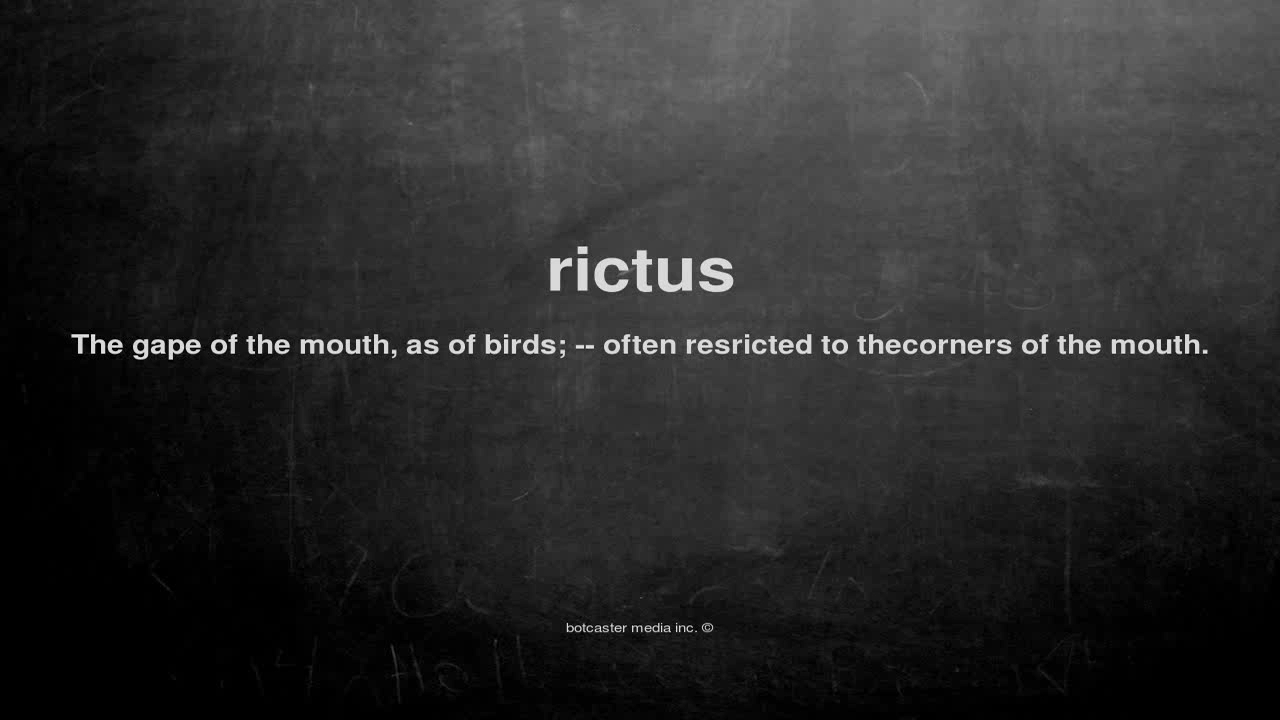 rictus
The gape of the mouth, as of birds; -- often resricted to thecorners of the mouth.
botcaster media inc. ©